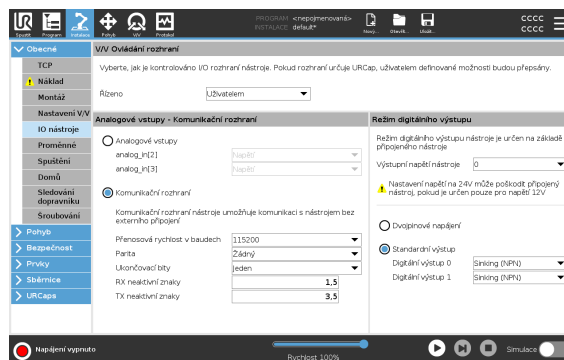 PROGRAM <nepojmenovaná>
INSTALACE default*
CCCC
CCCC
Spustit
Program
Instalace
Pohyb
V/V
Protokol
Nový...
Otevřít...
Uložit...
Obecné
TCP
Náklad
Montáž
Nastavení V/V
IO nástroje
Proměnné
Spuštění
Domů
Sledování
dopravníku
Šroubování
Pohyb
Bezpečnost
Prvky
Sběrnice
URCaps
V/V Ovládání rozhraní
Vyberte, jak je kontrolováno I/O rozhraní nástroje. Pokud rozhraní určuje URCap, uživatelem definované možnosti budou přepsány.
Řízeno
Uživatelem
Analogové vstupy - Komunikační rozhraní
Analogové vstupy
analog_in[2]
Napětí
analog_in[3]
Napětí
Komunikační rozhraní
Komunikační rozhraní nástroje umožňuje komunikaci s nástrojem bez
externího připojení
Přenosová rychlost v baudech
115200
Parita
Žádný
Ukončovací bity
Jeden
RX neaktivní znaky
1,5
TX neaktivní znaky
3,5
Režim digitálního výstupu
Režim digitálního výstupu nástroje je určen na základě
připojeného nástroje
Výstupní napětí nástroje
0
Nastavení napětí na 24V může poškodit připojený
nástroj, pokud je určen pouze pro napětí 12V
Dvojpinové napájení
Standardní výstup
Digitální výstup 0
Sinking (NPN)
Digitální výstup 1
Sinking (NPN)
Napájení vypnuto
Rychlost 100%
Simulace